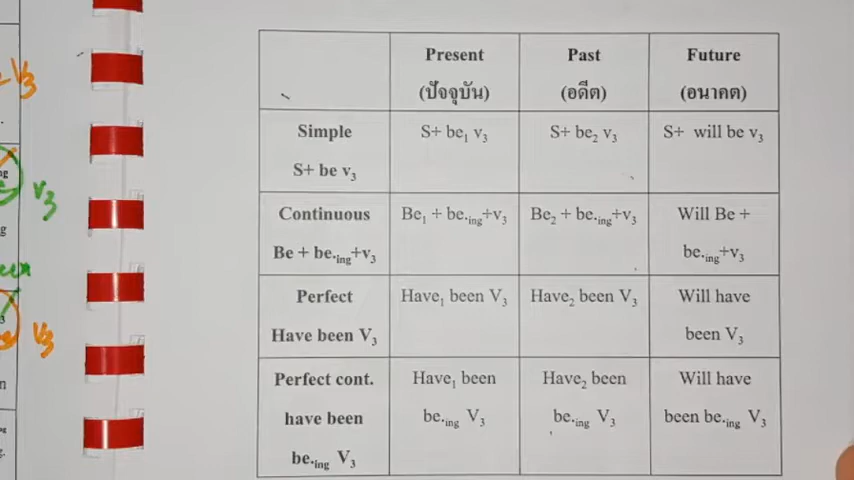 Present Past Future
(ปัจจุบัน) (อดีต) (อนาคต)
Simple S+ be₁ v₃ S+ be₂ v₃ S+ will be v₃
S+ be v₃
Continuous Be₁ + be.ing+v₃ Be₂ + be.ing+v₃ Will Be +
Be + be.ing+v₃ be.ing+v₃
Perfect Have₁ been V₃ Have₂ been V₃ Will have
Have been V₃ been V₃
Perfect cont. Have₁ been Have₂ been Will have
have been be.ing V₃ be.ing V₃ been be.ing V₃
be.ing V₃
V₃
V₃
V₃